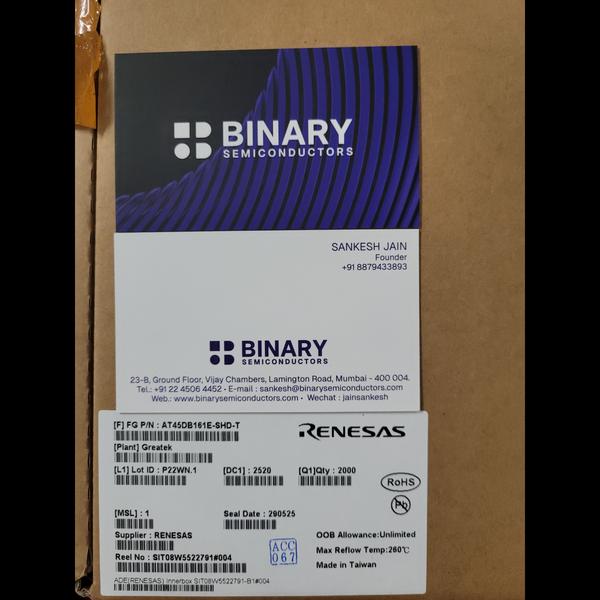 BINARY
SEMICONDUCTORS
SANKESH JAIN
Founder
+91 8879433893
BINARY
SEMICONDUCTORS
23-B, Ground Floor, Vijay Chambers, Lamington Road, Mumbai - 400 004.
Tel.: +91 22 4506 4452 • E-mail : sankesh@binarysemiconductors.com
Web.: www.binarysemiconductors.com • Wechat : jainsankesh
[F] FG P/N : AT45DB161E-SHD-T
RENESAS
[Plant] Greatek
[L1] Lot ID : P22WN.1 [DC1] : 2520 [Q1]Qty : 2000
RoHS
Pb
[MSL] : 1 Seal Date : 290525
Supplier : RENESAS OOB Allowance:Unlimited
ACC
067
Max Reflow Temp:260℃
Reel No : SIT08W5522791#004 Made in Taiwan
ADE(RENESAS) Innerbox SIT08W5522791-B1#004